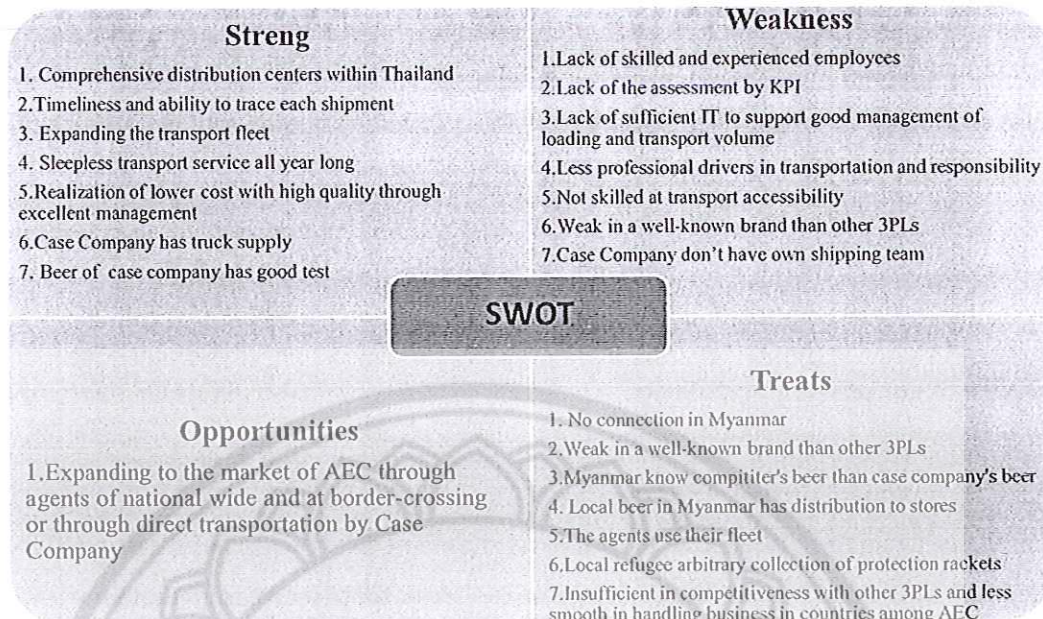 Streng
1. Comprehensive distribution centers within Thailand
2.Timeliness and ability to trace each shipment
3. Expanding the transport fleet
4. Sleepless transport service all year long
5.Realization of lower cost with high quality through
excellent management
6.Case Company has truck supply
7. Beer of case company has good test
Weakness
1.Lack of skilled and experienced employees
2.Lack of the assessment by KPI
3.Lack of sufficient IT to support good management of
loading and transport volume
4.Less professional drivers in transportation and responsibility
5.Not skilled at transport accessibility
6.Weak in a well-known brand than other 3PLs
7.Case Company don't have own shipping team
SWOT
Opportunities
1.Expanding to the market of AEC through
agents of national wide and at border-crossing
or through direct transportation by Case
Company
Treats
1. No connection in Myanmar
2.Weak in a well-known brand than other 3PLs
3.Myanmar know compititer's beer than case company's beer
4. Local beer in Myanmar has distribution to stores
5.The agents use their fleet
6.Local refugee arbitrary collection of protection rackets
7.Insufficient in competitiveness with other 3PLs and less
smooth in handling business in countries among AEC